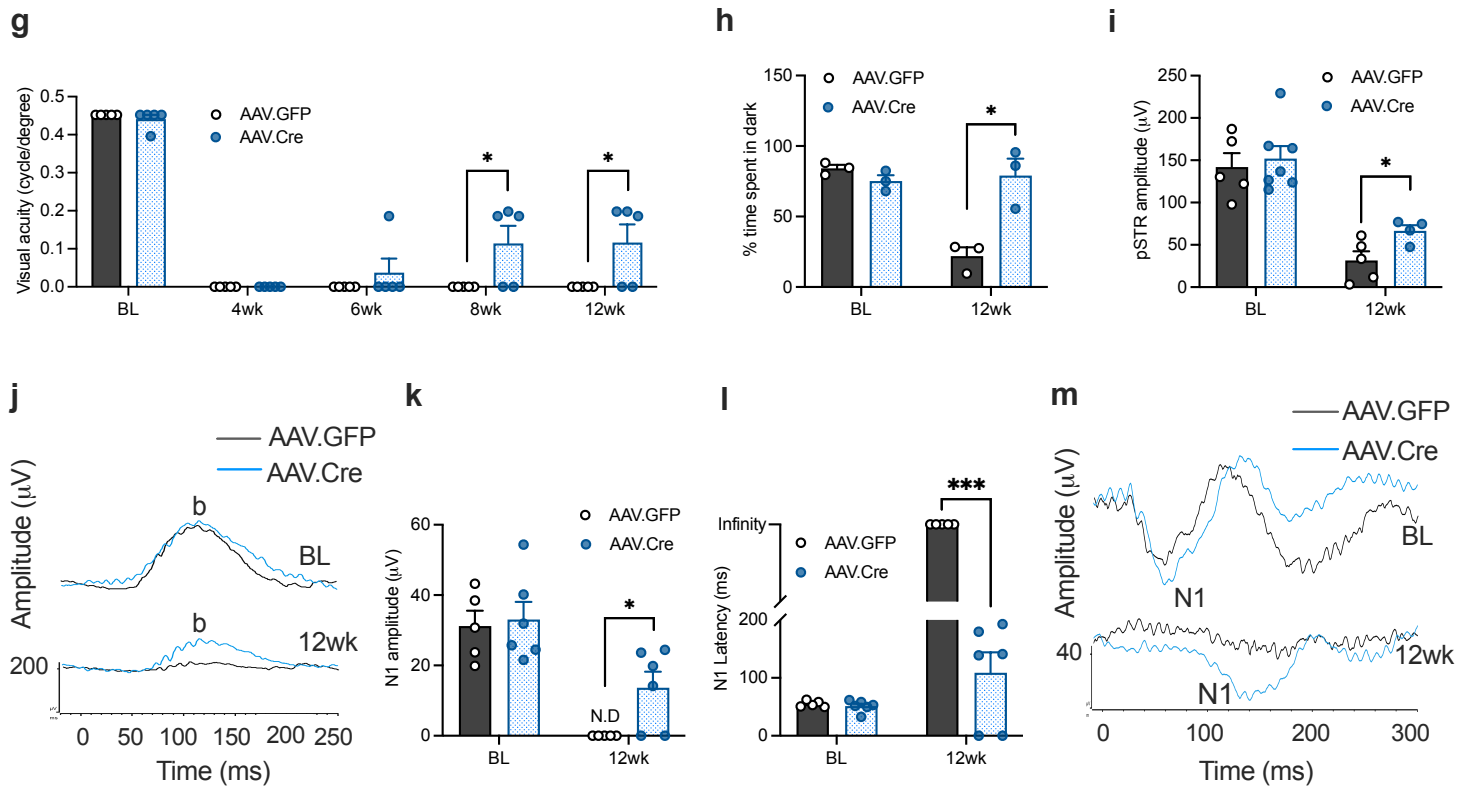 g
Visual acuity (cycle/degree)
0.5
0.4
0.3
0.2
0.1
0.0
AAV.GFP
AAV.Cre
*
*
BL
4wk
6wk
8wk
12wk
h
% time spent in dark
150
100
50
0
AAV.GFP
AAV.Cre
*
BL
12wk
i
pSTR amplitude (μV)
250
200
150
100
50
0
AAV.GFP
AAV.Cre
*
BL
12wk
j
AAV.GFP
AAV.Cre
Amplitude (μV)
b
BL
b
12wk
200
0 50 100 150 200 250
Time (ms)
k
N1 amplitude (μV)
60
40
20
0
AAV.GFP
AAV.Cre
*
N.D
BL
12wk
l
N1 Latency (ms)
Infinity
200
100
0
AAV.GFP
AAV.Cre
***
BL
12wk
m
AAV.GFP
AAV.Cre
Amplitude (μV)
BL
N1
40
12wk
N1
0 100 200 300
Time (ms)